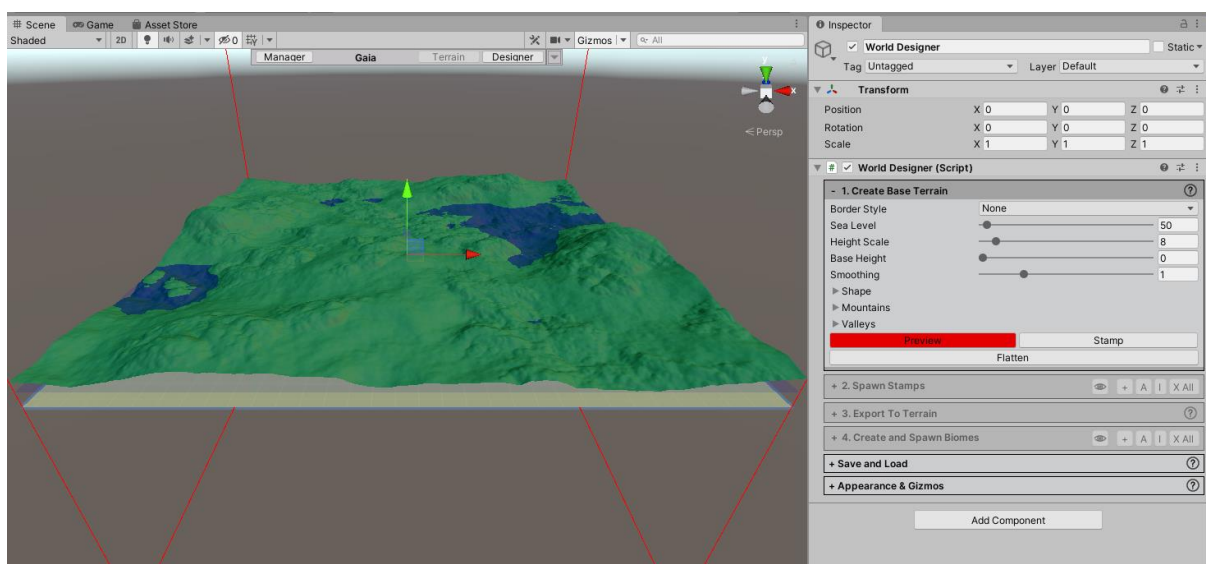 Scene Game Asset Store
Shaded 2D 0 Gizmos All
Manager Gaia Terrain Designer
y
x
Persp
Inspector
World Designer Static
Tag Untagged Layer Default
Transform
Position X 0 Y 0 Z 0
Rotation X 0 Y 0 Z 0
Scale X 1 Y 1 Z 1
# World Designer (Script)
- 1. Create Base Terrain ?
Border Style None
Sea Level 50
Height Scale 8
Base Height 0
Smoothing 1
Shape
Mountains
Valleys
Preview Stamp
Flatten
+ 2. Spawn Stamps + A I X All
+ 3. Export To Terrain ?
+ 4. Create and Spawn Biomes + A I X All
+ Save and Load ?
+ Appearance & Gizmos ?
Add Component